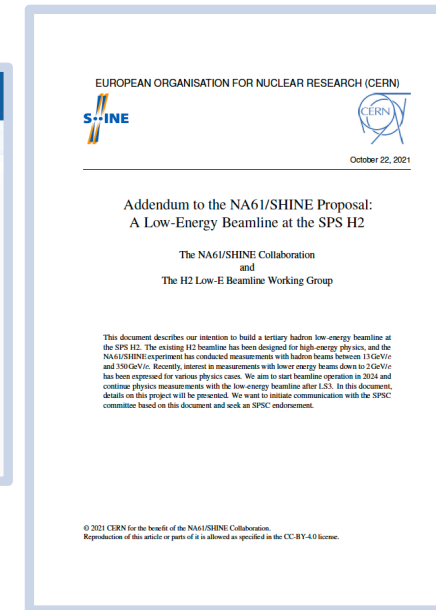 EUROPEAN ORGANISATION FOR NUCLEAR RESEARCH (CERN)
SHINE
CERN
October 22, 2021
Addendum to the NA61/SHINE Proposal:
A Low-Energy Beamline at the SPS H2
The NA61/SHINE Collaboration
and
The H2 Low-E Beamline Working Group
This document describes our intention to build a tertiary hadron low-energy beamline at
the SPS H2. The existing H2 beamline has been designed for high-energy physics, and the
NA61/SHINE experiment has conducted measurements with hadron beams between 13 GeV/c
and 350 GeV/c. Recently, interest in measurements with lower energy beams down to 2 GeV/c
has been expressed for various physics cases. We aim to start beamline operation in 2024 and
continue physics measurements with the low-energy beamline after LS3. In this document,
details on this project will be presented. We want to initiate communication with the SPSC
committee based on this document and seek an SPSC endorsement.
© 2021 CERN for the benefit of the NA61/SHINE Collaboration.
Reproduction of this article or parts of it is allowed as specified in the CC-BY-4.0 license.